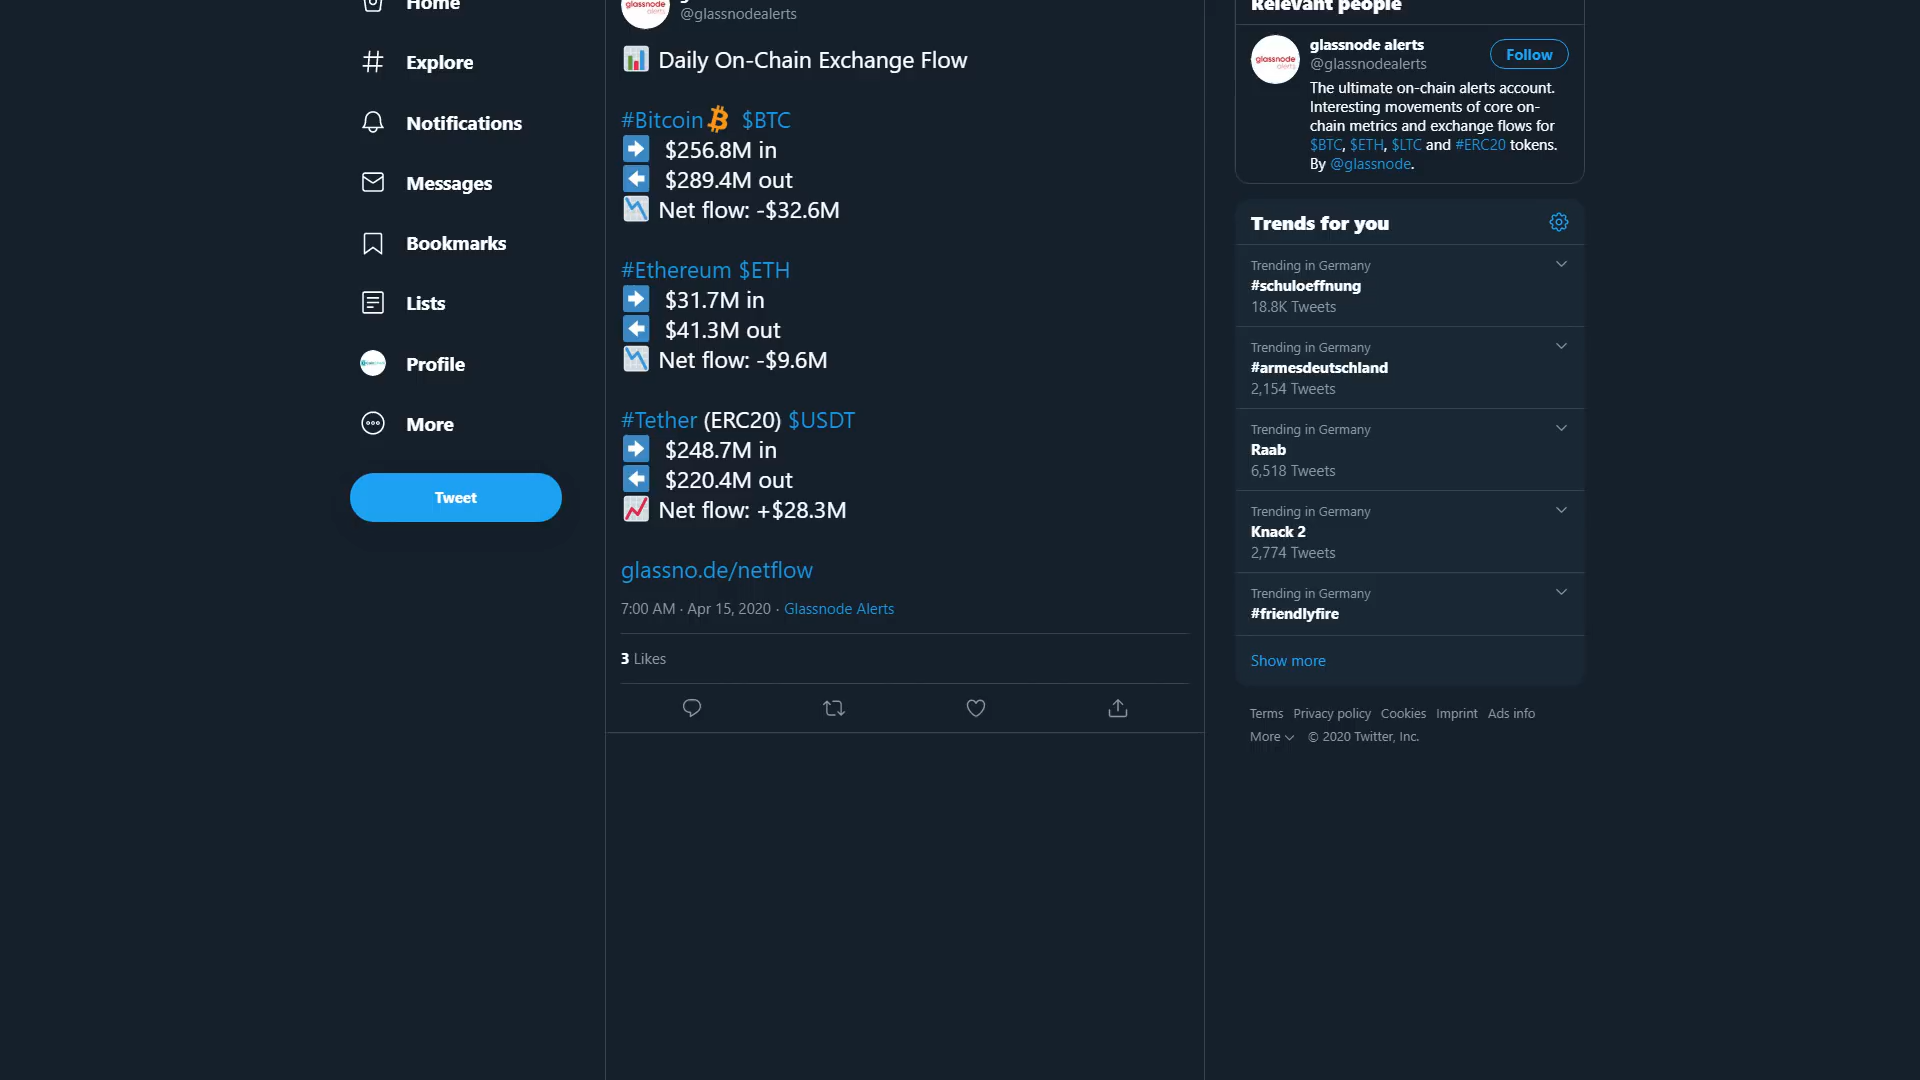 Home
Explore
Notifications
Messages
Bookmarks
Lists
Profile
More
Tweet
glassnode
alerts
@glassnodealerts
Daily On-Chain Exchange Flow
#Bitcoin $BTC
$256.8M in
$289.4M out
Net flow: -$32.6M
#Ethereum $ETH
$31.7M in
$41.3M out
Net flow: -$9.6M
#Tether (ERC20) $USDT
$248.7M in
$220.4M out
Net flow: +$28.3M
glassno.de/netflow
7:00 AM · Apr 15, 2020 · Glassnode Alerts
3 Likes
Relevant people
glassnode
alerts
glassnode alerts
@glassnodealerts
Follow
The ultimate on-chain alerts account.
Interesting movements of core on-
chain metrics and exchange flows for
$BTC, $ETH, $LTC and #ERC20 tokens.
By @glassnode.
Trends for you
Trending in Germany
#schuloeffnung
18.8K Tweets
Trending in Germany
#armesdeutschland
2,154 Tweets
Trending in Germany
Raab
6,518 Tweets
Trending in Germany
Knack 2
2,774 Tweets
Trending in Germany
#friendlyfire
Show more
Terms Privacy policy Cookies Imprint Ads info
More © 2020 Twitter, Inc.